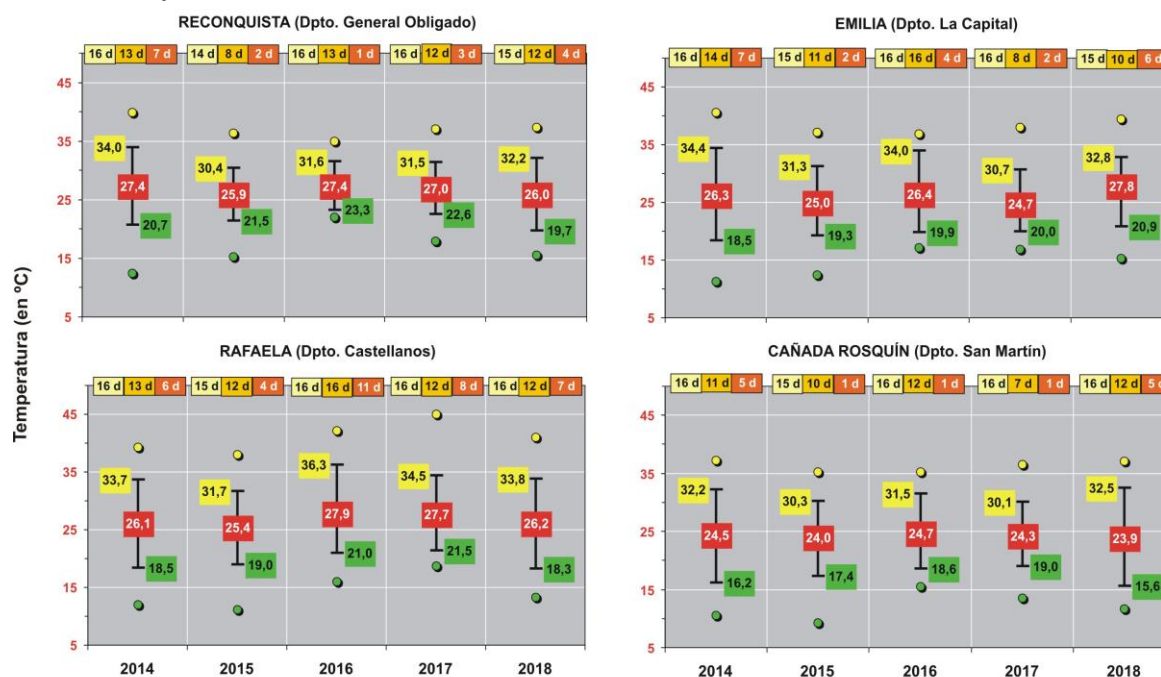 RECONQUISTA (Dpto. General Obligado)
16 d 13 d 7 d 14 d 8 d 2 d 16 d 13 d 1 d 16 d 12 d 3 d 15 d 12 d 4 d
45
35
25
15
5
34,0 30,4 31,6 31,5 32,2
27,4 25,9 27,4 27,0 26,0
20,7 21,5 23,3 22,6 19,7
EMILIA (Dpto. La Capital)
16 d 14 d 7 d 15 d 11 d 2 d 16 d 16 d 4 d 16 d 8 d 2 d 15 d 10 d 6 d
45
35
25
15
5
34,4 31,3 34,0 30,7 32,8
26,3 25,0 26,4 24,7 27,8
18,5 19,3 19,9 20,0 20,9
Temperatura (en ºC)
RAFAELA (Dpto. Castellanos)
16 d 13 d 6 d 15 d 12 d 4 d 16 d 16 d 11 d 16 d 12 d 8 d 16 d 12 d 7 d
45
35
25
15
5
33,7 31,7 36,3 34,5 33,8
26,1 25,4 27,9 27,7 26,2
18,5 19,0 21,0 21,5 18,3
2014 2015 2016 2017 2018
CAÑADA ROSQUÍN (Dpto. San Martín)
16 d 11 d 5 d 15 d 10 d 1 d 16 d 12 d 1 d 16 d 7 d 1 d 16 d 12 d 5 d
45
35
25
15
5
32,2 30,3 31,5 30,1 32,5
24,5 24,0 24,7 24,3 23,9
16,2 17,4 18,6 19,0 15,6
2014 2015 2016 2017 2018